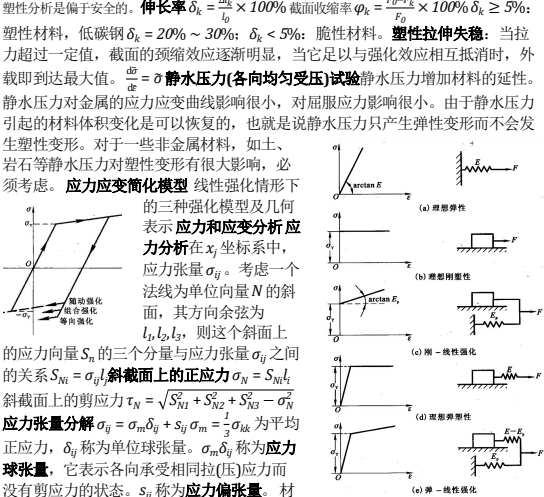 塑性分析是偏于安全的。伸长率 δₖ = × 100% 截面收缩率 φₖ = × 100% δₖ ≥ 5%:
塑性材料，低碳钢 δₖ = 20% ~ 30%: δₖ < 5%: 脆性材料。塑性拉伸失稳：当拉
力超过一定值，截面的颈缩效应逐渐明显，当它足以与强化效应相互抵消时，外
载即到达最大值。dσ̃/dε̃ = σ̃ 静水压力(各向均匀受压)试验静水压力增加材料的延性。
静水压力对金属的应力应变曲线影响很小，对屈服应力影响很小。由于静水压力
引起的材料体积变化是可以恢复的，也就是说静水压力只产生弹性变形而不会发
生塑性变形。对于一些非金属材料，如土、
岩石等静水压力对塑性变形有很大影响，必
须考虑。应力应变简化模型 线性强化情形下
的三种强化模型及几何
表示 应力和应变分析 应
力分析在 xⱼ 坐标系中，
应力张量 σᵢⱼ 。考虑一个
法线为单位向量 N 的斜
面，其方向余弦为
l₁,l₂,l₃，则这个斜面上
的应力向量 Sₙ 的三个分量与应力张量 σᵢⱼ 之间
的关系 S_Ni = σᵢⱼlⱼ斜截面上的正应力 σ_N = S_Ni lᵢ
斜截面上的剪应力 τ_N = √(S²_N1 + S²_N2 + S²_N3 − σ²_N)
应力张量分解 σᵢⱼ = σₘδᵢⱼ + sᵢⱼ σₘ = 1/3 σₖₖ 为平均
正应力，δᵢⱼ 称为单位球张量。σₘδᵢⱼ 称为应力
球张量，它表示各向承受相同拉(压)应力而
没有剪应力的状态。sᵢⱼ 称为应力偏张量。 材
σ
σₛ
O
ε
随动强化
组合强化
等向强化
σ
arctan E
O
ε
E
F
(a) 理想弹性
σ
O
ε
F
(b) 理想刚塑性
σ
arctan Eₚ
O
ε
F
Eₚ
(c) 刚－线性强化
σ
O
ε
E
F
(d) 理想弹塑性
σ
O
ε
E−Eₚ
F
Eₚ
(e) 弹－线性强化